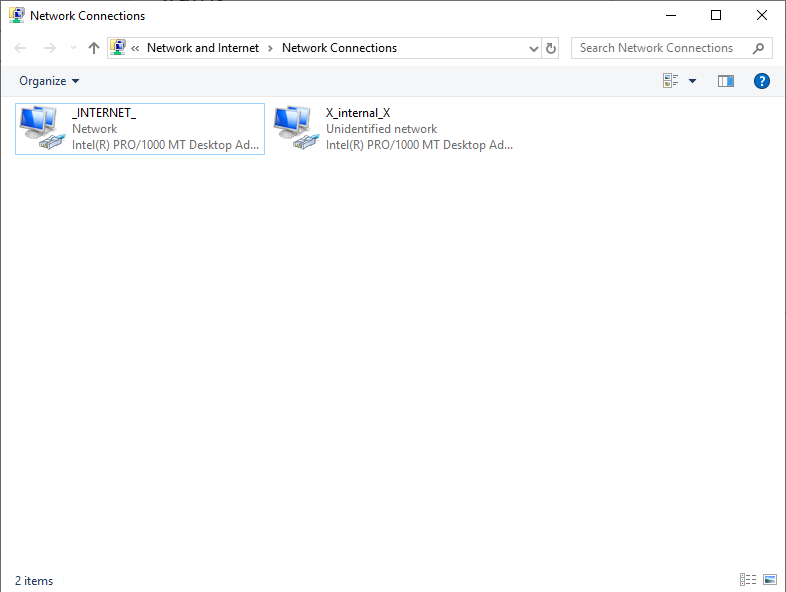 Network Connections
« Network and Internet > Network Connections
Search Network Connections
Organize
?
_INTERNET_
Network
Intel(R) PRO/1000 MT Desktop Ad...
X_internal_X
Unidentified network
Intel(R) PRO/1000 MT Desktop Ad...
2 items